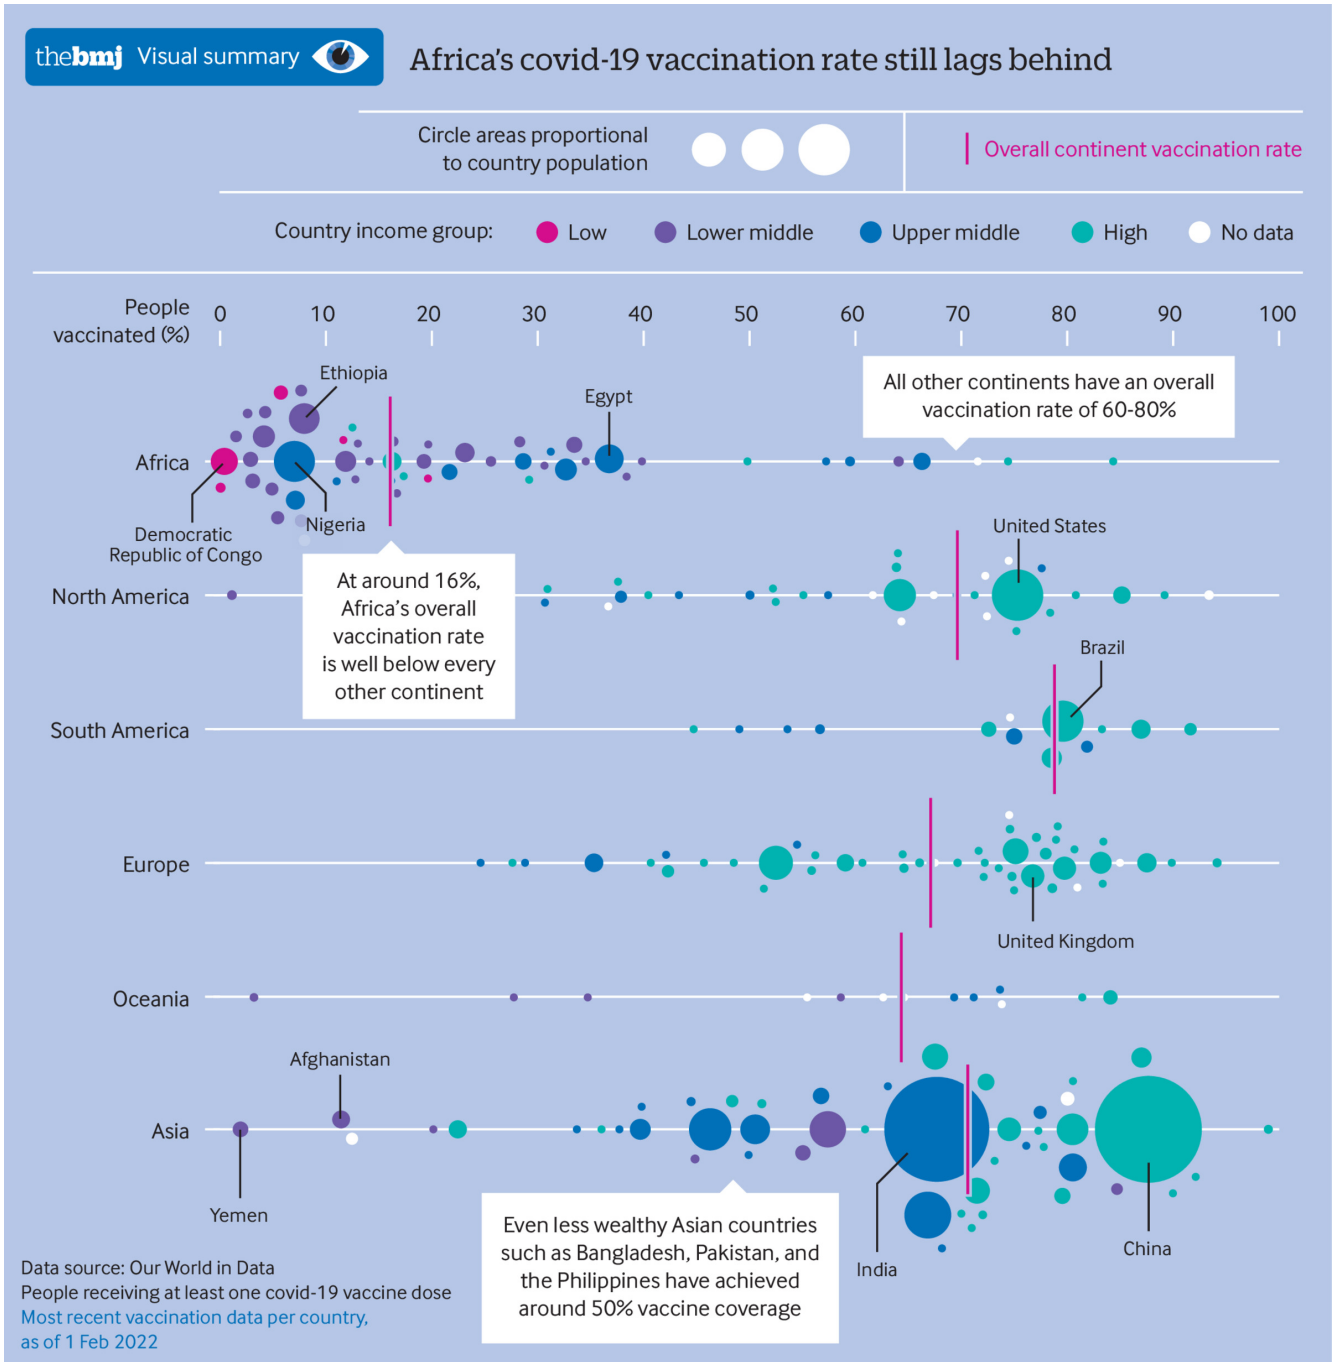 thebmj Visual summary
Africa's covid-19 vaccination rate still lags behind
Circle areas proportional
to country population
Overall continent vaccination rate
Country income group:
Low
Lower middle
Upper middle
High
No data
People
vaccinated (%)
0 10 20 30 40 50 60 70 80 90 100
All other continents have an overall
vaccination rate of 60-80%
Ethiopia
Egypt
Africa
Democratic
Republic of Congo
Nigeria
At around 16%,
Africa's overall
vaccination rate
is well below every
other continent
United States
North America
Brazil
South America
Europe
United Kingdom
Oceania
Afghanistan
Asia
Yemen
India
China
Even less wealthy Asian countries
such as Bangladesh, Pakistan, and
the Philippines have achieved
around 50% vaccine coverage
Data source: Our World in Data
People receiving at least one covid-19 vaccine dose
Most recent vaccination data per country,
as of 1 Feb 2022